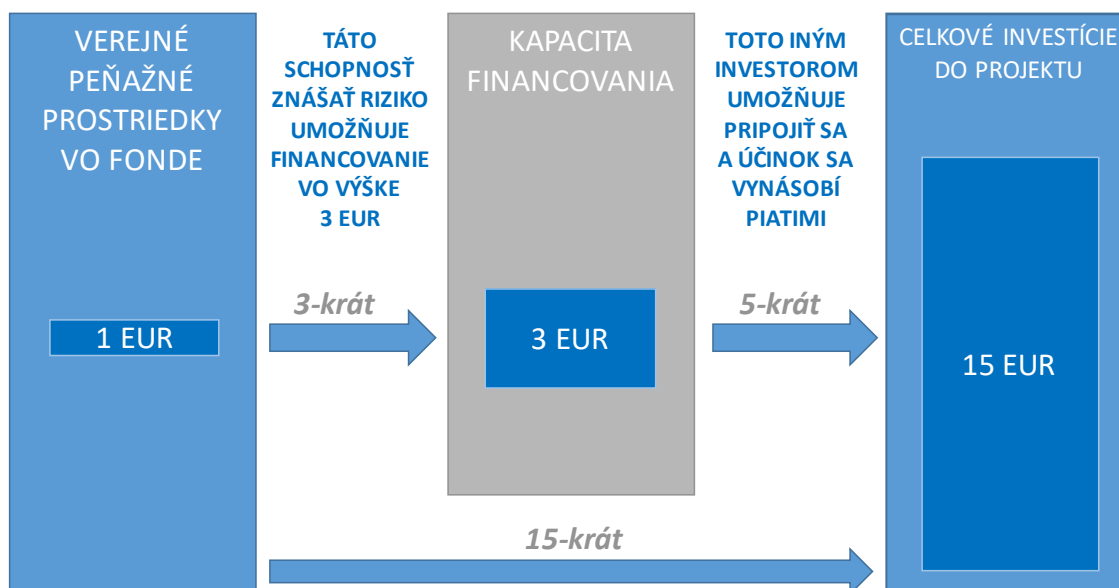 VEREJNÉ
PEŇAŽNÉ
PROSTRIEDKY
VO FONDE
1 EUR
TÁTO
SCHOPNOSŤ
ZNÁŠAŤ RIZIKO
UMOŽŇUJE
FINANCOVANIE
VO VÝŠKE
3 EUR
3-krát
KAPACITA
FINANCOVANIA
3 EUR
TOTO INÝM
INVESTOROM
UMOŽŇUJE
PRIPOJIŤ SA
A ÚČINOK SA
VYNÁSOBÍ
PIATIMI
5-krát
CELKOVÉ INVESTÍCIE
DO PROJEKTU
15 EUR
15-krát